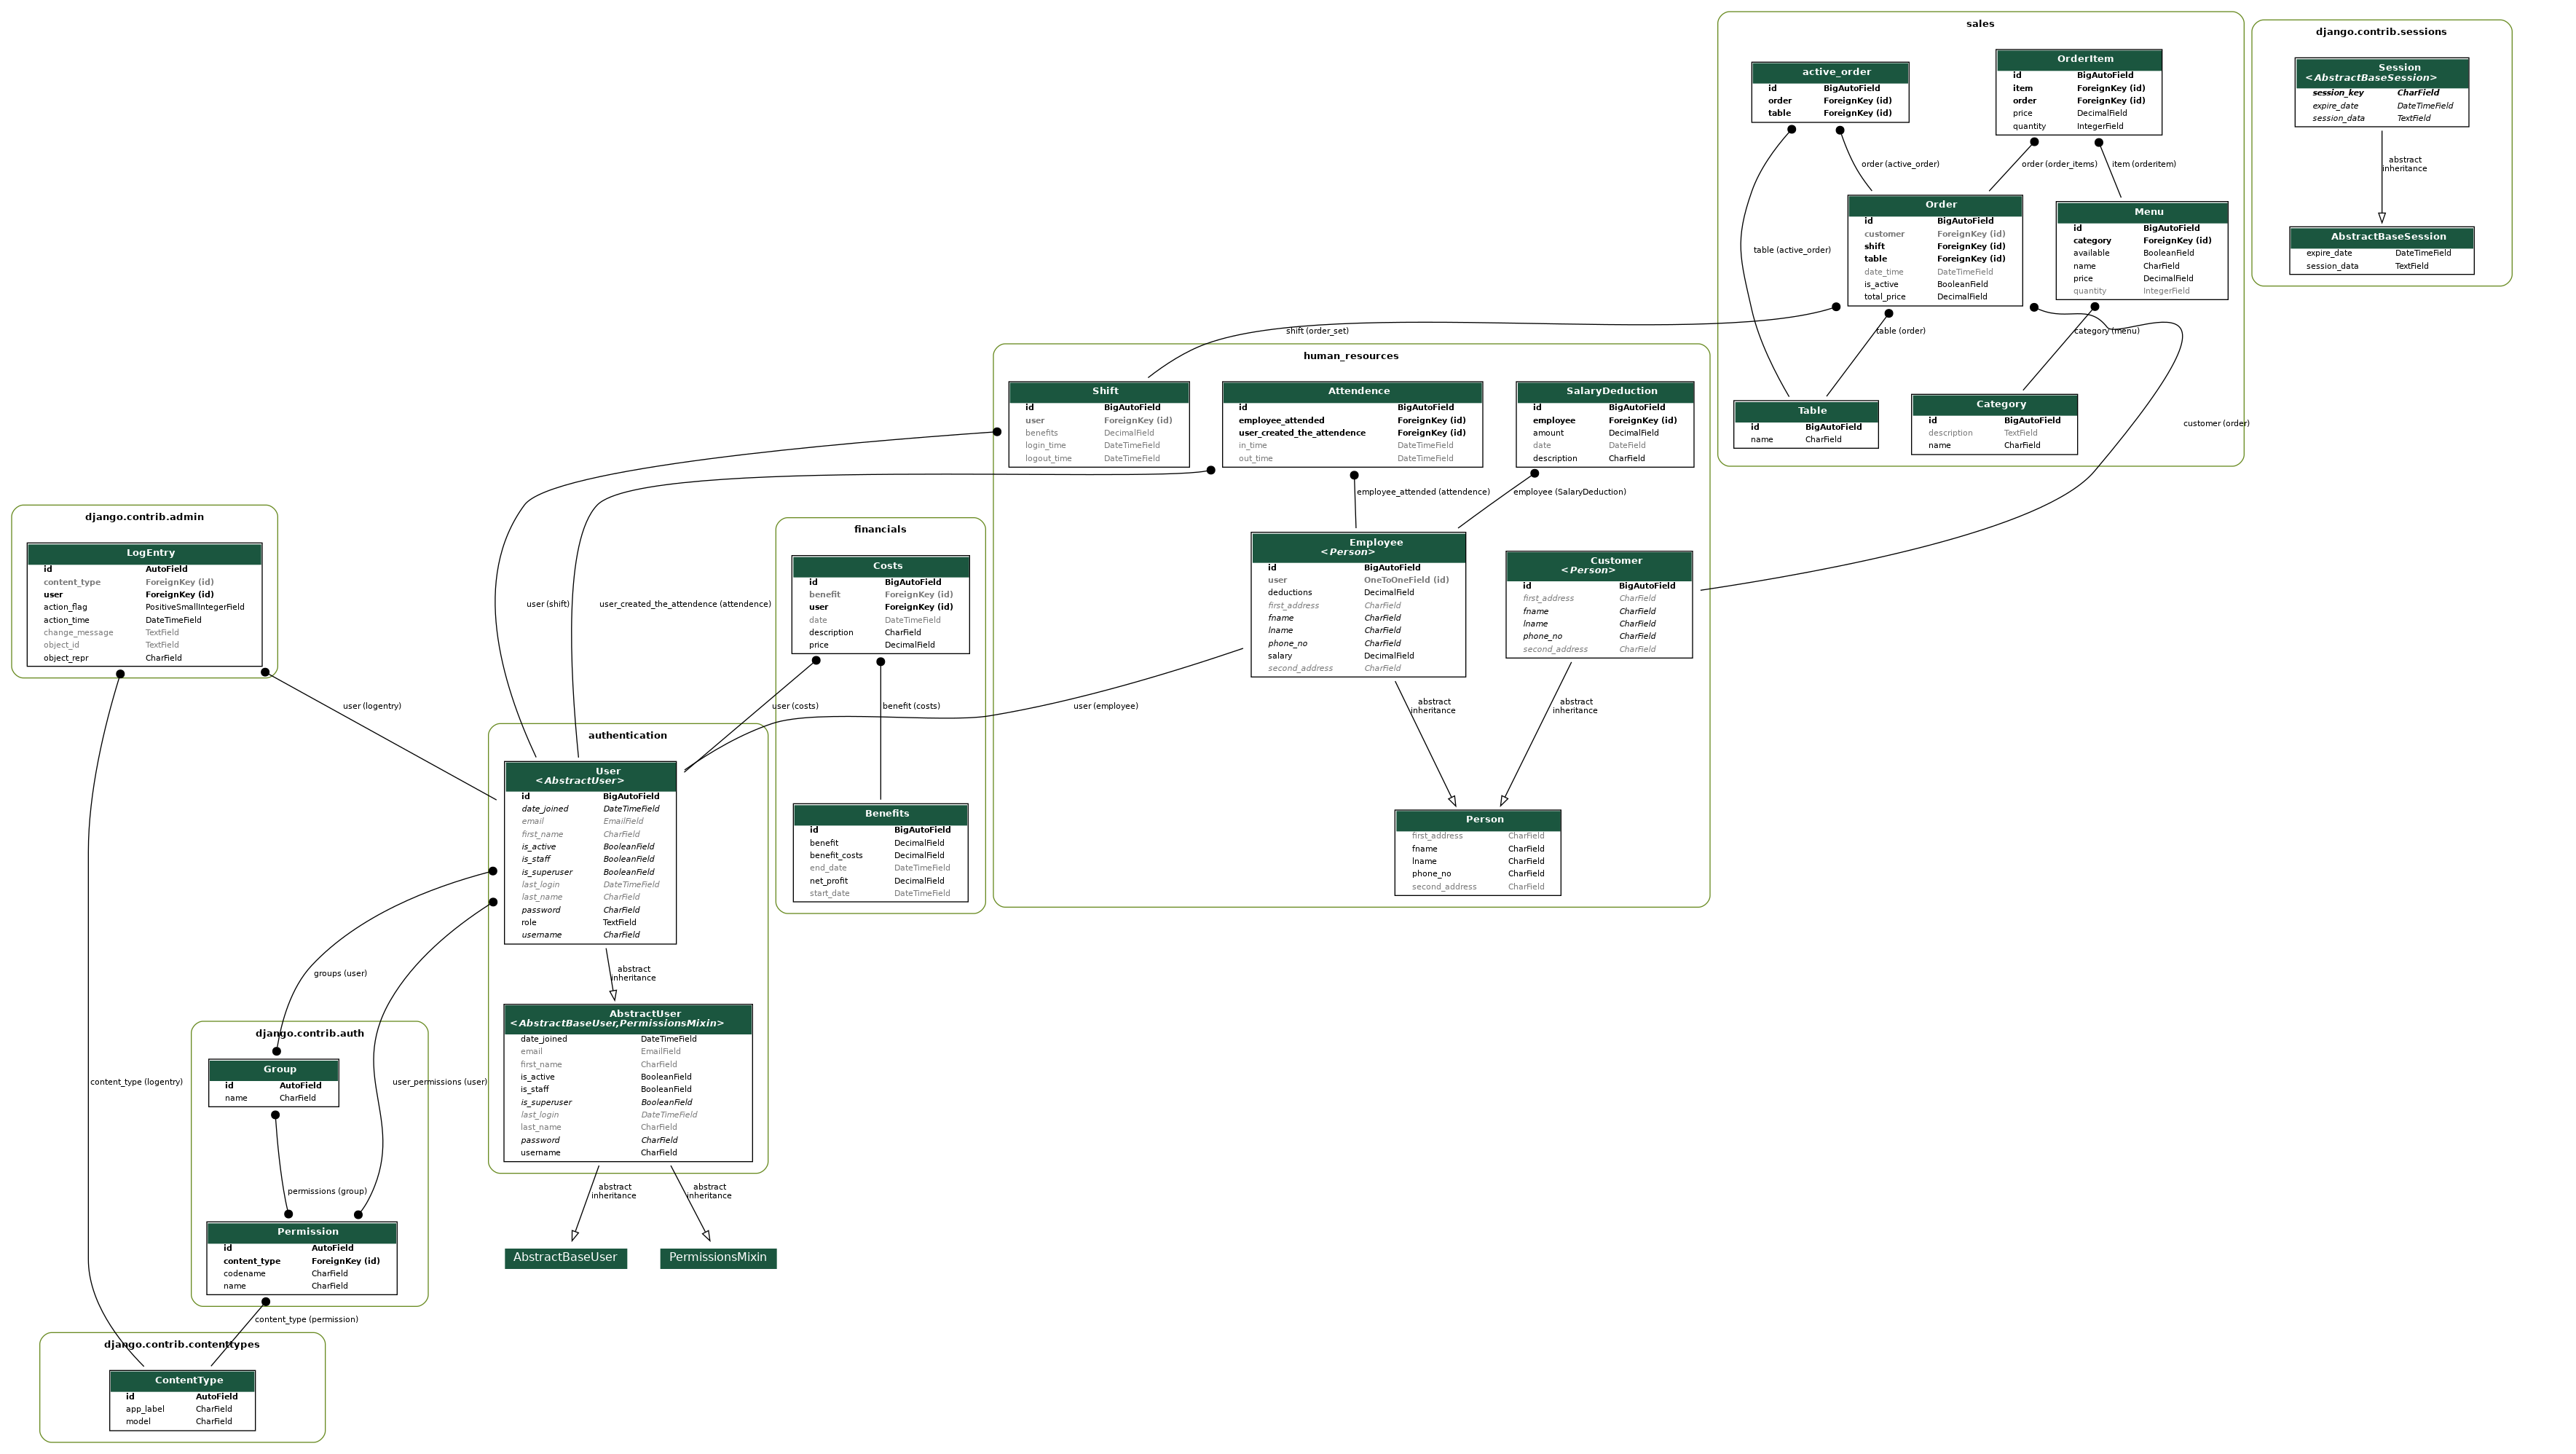 sales
active_order
id BigAutoField
order ForeignKey (id)
table ForeignKey (id)
OrderItem
id BigAutoField
item ForeignKey (id)
order ForeignKey (id)
price DecimalField
quantity IntegerField
order (active_order)
order (order_items)
item (orderitem)
table (active_order)
Order
id BigAutoField
customer ForeignKey (id)
shift ForeignKey (id)
table ForeignKey (id)
date_time DateTimeField
is_active BooleanField
total_price DecimalField
Menu
id BigAutoField
category ForeignKey (id)
available BooleanField
name CharField
price DecimalField
quantity IntegerField
shift (order_set)
table (order)
category (menu)
Table
id BigAutoField
name CharField
Category
id BigAutoField
description TextField
name CharField
customer (order)
django.contrib.sessions
Session
<AbstractBaseSession>
session_key CharField
expire_date DateTimeField
session_data TextField
abstract
inheritance
AbstractBaseSession
expire_date DateTimeField
session_data TextField
human_resources
Shift
id BigAutoField
user ForeignKey (id)
benefits DecimalField
login_time DateTimeField
logout_time DateTimeField
Attendence
id BigAutoField
employee_attended ForeignKey (id)
user_created_the_attendence ForeignKey (id)
in_time DateTimeField
out_time DateTimeField
SalaryDeduction
id BigAutoField
employee ForeignKey (id)
amount DecimalField
date DateField
description CharField
employee_attended (attendence)
employee (SalaryDeduction)
Employee
<Person>
id BigAutoField
user OneToOneField (id)
deductions DecimalField
first_address CharField
fname CharField
lname CharField
phone_no CharField
salary DecimalField
second_address CharField
Customer
<Person>
id BigAutoField
first_address CharField
fname CharField
lname CharField
phone_no CharField
second_address CharField
user (employee)
abstract
inheritance
abstract
inheritance
Person
first_address CharField
fname CharField
lname CharField
phone_no CharField
second_address CharField
user (shift)
user_created_the_attendence (attendence)
financials
Costs
id BigAutoField
benefit ForeignKey (id)
user ForeignKey (id)
date DateTimeField
description CharField
price DecimalField
user (costs)
benefit (costs)
Benefits
id BigAutoField
benefit DecimalField
benefit_costs DecimalField
end_date DateTimeField
net_profit DecimalField
start_date DateTimeField
django.contrib.admin
LogEntry
id AutoField
content_type ForeignKey (id)
user ForeignKey (id)
action_flag PositiveSmallIntegerField
action_time DateTimeField
change_message TextField
object_id TextField
object_repr CharField
user (logentry)
authentication
User
<AbstractUser>
id BigAutoField
date_joined DateTimeField
email EmailField
first_name CharField
is_active BooleanField
is_staff BooleanField
is_superuser BooleanField
last_login DateTimeField
last_name CharField
password CharField
role TextField
username CharField
abstract
inheritance
AbstractUser
<AbstractBaseUser,PermissionsMixin>
date_joined DateTimeField
email EmailField
first_name CharField
is_active BooleanField
is_staff BooleanField
is_superuser BooleanField
last_login DateTimeField
last_name CharField
password CharField
username CharField
abstract
inheritance
abstract
inheritance
AbstractBaseUser
PermissionsMixin
groups (user)
django.contrib.auth
Group
id AutoField
name CharField
content_type (logentry)
user_permissions (user)
permissions (group)
Permission
id AutoField
content_type ForeignKey (id)
codename CharField
name CharField
content_type (permission)
django.contrib.contenttypes
ContentType
id AutoField
app_label CharField
model CharField